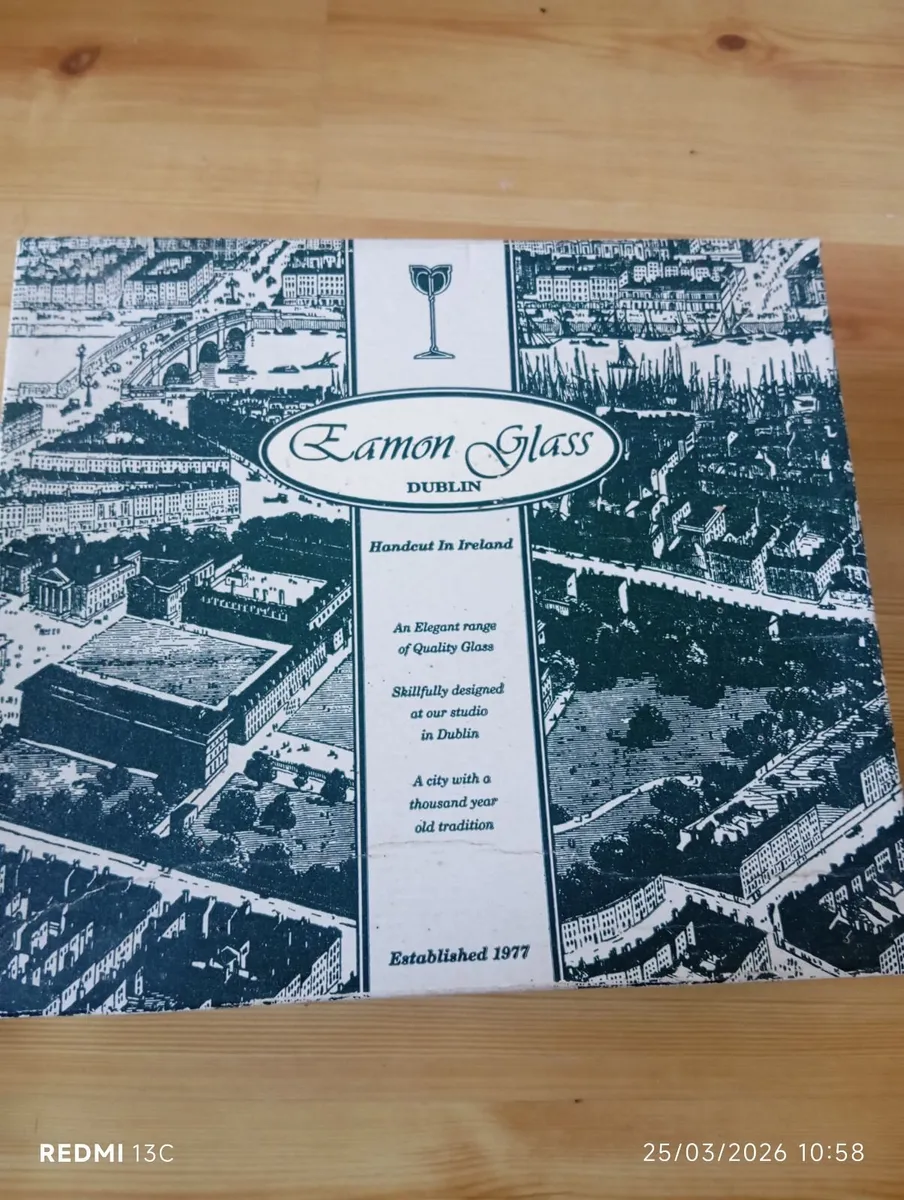 Eamon Glass
DUBLIN
Handcut In Ireland
An Elegant range
of Quality Glass
Skillfully designed
at our studio
in Dublin
A city with a
thousand year
old tradition
Established 1977
REDMI 13C
25/03/2026 10:58